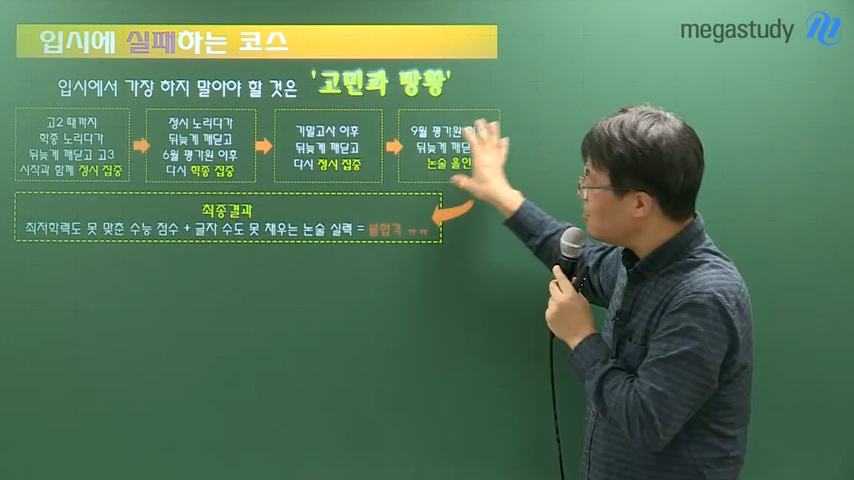 megastudy
입시에 실패하는 코스
입시에서 가장 하지 말아야 할 것은 '고민과 방황'
고2 때까지
학종 노리다가
뒤늦게 깨닫고 고3
시작과 함께 정시 집중
정시 노리다가
뒤늦게 깨닫고
6월 평가원 이후
다시 학종 집중
기말고사 이후
뒤늦게 깨닫고
다시 정시 집중
9월 평가원
뒤늦게
논술 올인
최종결과
최저학력도 못 맞춘 수능 점수 + 글자 수도 못 채우는 논술 실력 = 불합격 ㅠㅠ